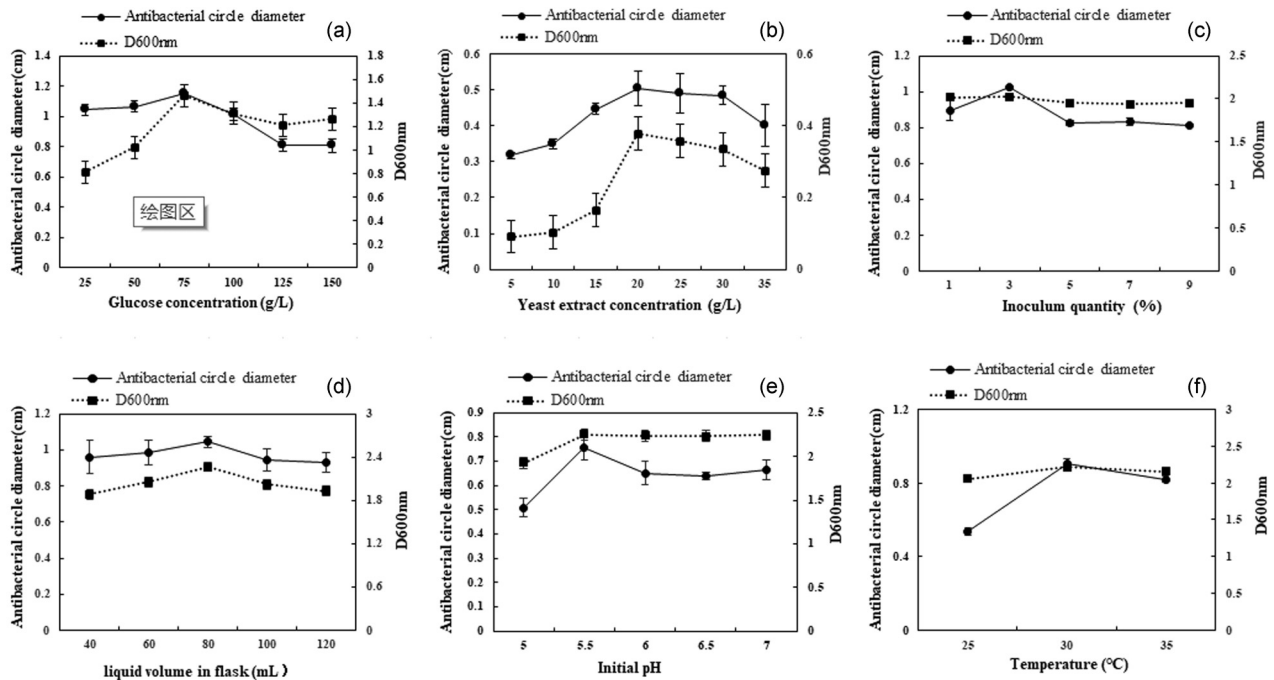 Antibacterial circle diameter
(a)
D600nm
Antibacterial circle diameter(cm)
1.4
1.2
1
0.8
0.6
0.4
0.2
0
1.8
1.6
1.4
1.2
1
0.8
0.6
0.4
0.2
0
D600nm
绘图区
25 50 75 100 125 150
Glucose concentration (g/L)
Antibacterial circle diameter
(b)
D600nm
Antibacterial circle diameter(cm)
0.6
0.5
0.4
0.3
0.2
0.1
0
0.6
0.4
0.2
0
D600nm
5 10 15 20 25 30 35
Yeast extract concentration (g/L)
Antibacterial circle diameter
(c)
D600nm
Antibacterial circle diameter(cm)
1.2
1
0.8
0.6
0.4
0.2
0
2.5
2
1.5
1
0.5
0
D600nm
1 3 5 7 9
Inoculum quantity (%)
Antibacterial circle diameter
(d)
D600nm
Antibacterial circle diameter(cm)
1.2
1
0.8
0.6
0.4
0.2
0
3
2.4
1.8
1.2
0.6
0
D600nm
40 60 80 100 120
liquid volume in flask (mL）
Antibacterial circle diameter
(e)
D600nm
Antibacterial circle diameter(cm)
0.9
0.8
0.7
0.6
0.5
0.4
0.3
0.2
0.1
0
2.5
2
1.5
1
0.5
0
D600nm
5 5.5 6 6.5 7
Initial pH
Antibacterial circle diameter
(f)
D600nm
Antibacterial circle diameter(cm)
1.2
0.8
0.4
0
3
2.5
2
1.5
1
0.5
0
D600nm
25 30 35
Temperature (℃)